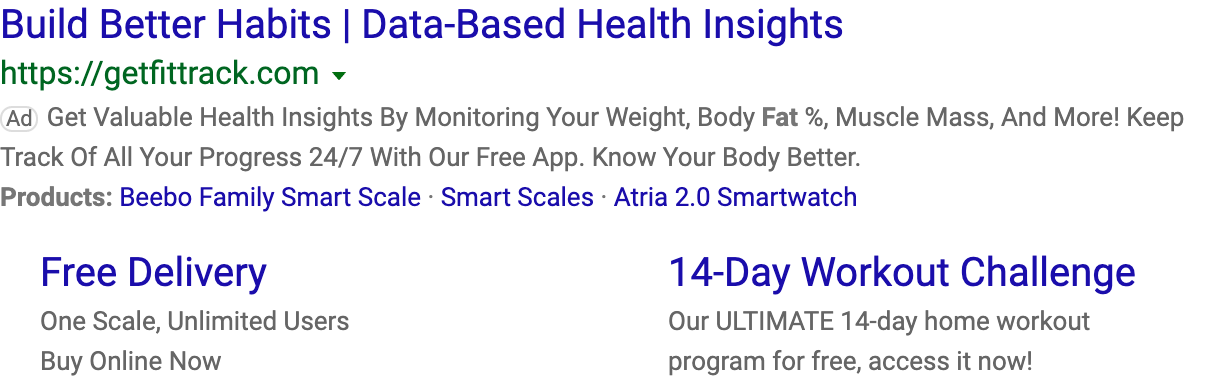 Build Better Habits | Data-Based Health Insights
https://getfittrack.com
Ad Get Valuable Health Insights By Monitoring Your Weight, Body Fat %, Muscle Mass, And More! Keep
Track Of All Your Progress 24/7 With Our Free App. Know Your Body Better.
Products: Beebo Family Smart Scale · Smart Scales · Atria 2.0 Smartwatch
Free Delivery
One Scale, Unlimited Users
Buy Online Now
14-Day Workout Challenge
Our ULTIMATE 14-day home workout
program for free, access it now!